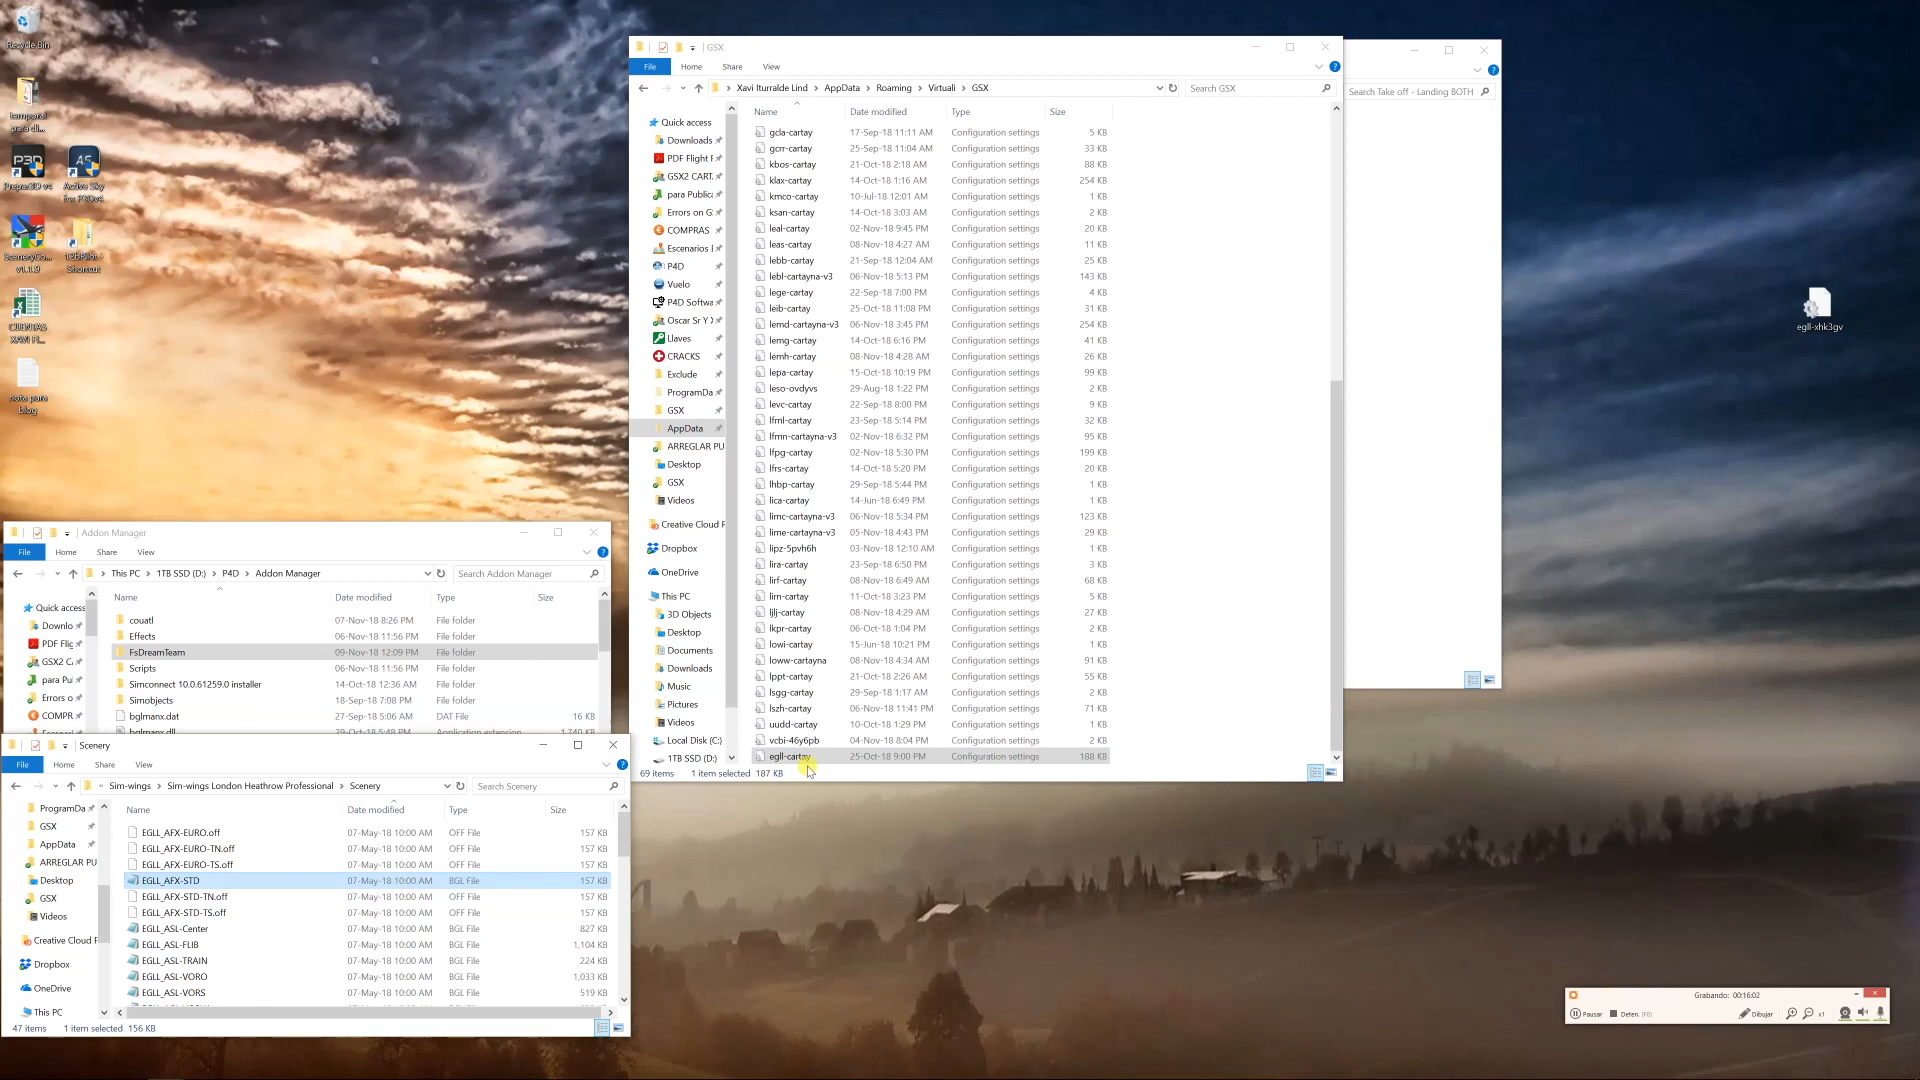 Recycle Bin
temporal
para di...
Prepar3D v4
Active Sky
for P3Dv4
SceneryCo...
v1.1.9
12bPilot -
Shortcut
CUENTAS
XAVI FI...
nota para
blog
egll-xhk3gv
GSX
File Home Share View
Xavi Iturralde Lind > AppData > Roaming > Virtuali > GSX
Search GSX
Search Take off - Landing BOTH
Name Date modified Type Size
Quick access
Downloads
PDF Flight F
GSX2 CART.
para Publica
Errors on G
COMPRAS
Escenarios F
P4D
Vuelo
P4D Softwa
Oscar Sr Y X
Llaves
CRACKS
Exclude
ProgramDa
GSX
AppData
ARREGLAR PU
Desktop
GSX
Videos
Creative Cloud F
Dropbox
OneDrive
This PC
3D Objects
Desktop
Documents
Downloads
Music
Pictures
Videos
Local Disk (C:)
1TB SSD (D:)
gcla-cartay 17-Sep-18 11:11 AM Configuration settings 5 KB
gcrr-cartay 25-Sep-18 11:04 AM Configuration settings 33 KB
kbos-cartay 21-Oct-18 2:18 AM Configuration settings 88 KB
klax-cartay 14-Oct-18 1:16 AM Configuration settings 254 KB
kmco-cartay 10-Jul-18 12:01 AM Configuration settings 1 KB
ksan-cartay 14-Oct-18 3:03 AM Configuration settings 2 KB
leal-cartay 02-Nov-18 9:45 PM Configuration settings 20 KB
leas-cartay 08-Nov-18 4:27 AM Configuration settings 11 KB
lebb-cartay 21-Sep-18 12:04 AM Configuration settings 25 KB
lebl-cartayna-v3 06-Nov-18 5:13 PM Configuration settings 143 KB
lege-cartay 22-Sep-18 7:00 PM Configuration settings 4 KB
leib-cartay 25-Oct-18 11:08 PM Configuration settings 31 KB
lemd-cartayna-v3 06-Nov-18 3:45 PM Configuration settings 254 KB
lemg-cartay 14-Oct-18 6:16 PM Configuration settings 41 KB
lemh-cartay 08-Nov-18 4:28 AM Configuration settings 26 KB
lepa-cartay 15-Oct-18 10:19 PM Configuration settings 99 KB
leso-ovdyvs 29-Aug-18 1:22 PM Configuration settings 2 KB
levc-cartay 22-Sep-18 8:00 PM Configuration settings 9 KB
lfml-cartay 23-Sep-18 5:14 PM Configuration settings 32 KB
lfmn-cartayna-v3 02-Nov-18 6:32 PM Configuration settings 95 KB
lfpg-cartay 02-Nov-18 5:30 PM Configuration settings 199 KB
lfrs-cartay 14-Oct-18 5:20 PM Configuration settings 20 KB
lhbp-cartay 29-Sep-18 5:44 PM Configuration settings 1 KB
lica-cartay 14-Jun-18 6:49 PM Configuration settings 1 KB
limc-cartayna-v3 06-Nov-18 5:34 PM Configuration settings 123 KB
lime-cartayna-v3 05-Nov-18 4:43 PM Configuration settings 29 KB
lipz-5pvh6h 03-Nov-18 12:10 AM Configuration settings 1 KB
lira-cartay 23-Sep-18 6:50 PM Configuration settings 3 KB
lirf-cartay 08-Nov-18 6:49 AM Configuration settings 68 KB
lirn-cartay 11-Oct-18 3:23 PM Configuration settings 5 KB
ljlj-cartay 08-Nov-18 4:29 AM Configuration settings 27 KB
lkpr-cartay 06-Nov-18 1:04 PM Configuration settings 2 KB
lowi-cartay 15-Jun-18 10:21 PM Configuration settings 1 KB
loww-cartayna 08-Nov-18 4:34 AM Configuration settings 91 KB
lppt-cartay 21-Oct-18 2:26 AM Configuration settings 55 KB
lsgg-cartay 29-Sep-18 1:17 AM Configuration settings 2 KB
lszh-cartay 06-Nov-18 11:41 PM Configuration settings 71 KB
uudd-cartay 10-Oct-18 1:29 PM Configuration settings 1 KB
vcbi-46y6pb 04-Nov-18 8:04 PM Configuration settings 2 KB
egll-cartay 25-Oct-18 9:00 PM Configuration settings 188 KB
69 items 1 item selected 187 KB
Addon Manager
File Home Share View
This PC > 1TB SSD (D:) > P4D > Addon Manager
Search Addon Manager
Name Date modified Type Size
Quick access
Downlo
PDF Flig
GSX2 C
para Pu
Errors o
COMPR
couatl 07-Nov-18 8:26 PM File folder
Effects 06-Nov-18 11:56 PM File folder
FsDreamTeam 09-Nov-18 12:09 PM File folder
Scripts 06-Nov-18 11:56 PM File folder
Simconnect 10.0.61259.0 installer 14-Oct-18 12:36 AM File folder
Simobjects 18-Sep-18 7:08 PM File folder
bglmanx.dat 27-Sep-18 5:06 AM DAT File 16 KB
bglmanx.dll 29-Oct-18 5:48 PM Application extension 1,740 KB
Scenery
File Home Share View
« Sim-wings > Sim-wings London Heathrow Professional > Scenery
Search Scenery
Name Date modified Type Size
ProgramDa
GSX
AppData
ARREGLAR PU
Desktop
GSX
Videos
Creative Cloud F
Dropbox
OneDrive
This PC
EGLL_AFX-EURO.off 07-May-18 10:00 AM OFF File 157 KB
EGLL_AFX-EURO-TN.off 07-May-18 10:00 AM OFF File 157 KB
EGLL_AFX-EURO-TS.off 07-May-18 10:00 AM OFF File 157 KB
EGLL_AFX-STD 07-May-18 10:00 AM BGL File 157 KB
EGLL_AFX-STD-TN.off 07-May-18 10:00 AM OFF File 157 KB
EGLL_AFX-STD-TS.off 07-May-18 10:00 AM OFF File 157 KB
EGLL_ASL-Center 07-May-18 10:00 AM BGL File 827 KB
EGLL_ASL-FLIB 07-May-18 10:00 AM BGL File 1,104 KB
EGLL_ASL-TRAIN 07-May-18 10:00 AM BGL File 224 KB
EGLL_ASL-VORO 07-May-18 10:00 AM BGL File 1,033 KB
EGLL_ASL-VORS 07-May-18 10:00 AM BGL File 519 KB
47 items 1 item selected 156 KB
Grabando: 00:16:02
Pausar Deten. (F8) Dibujar x1